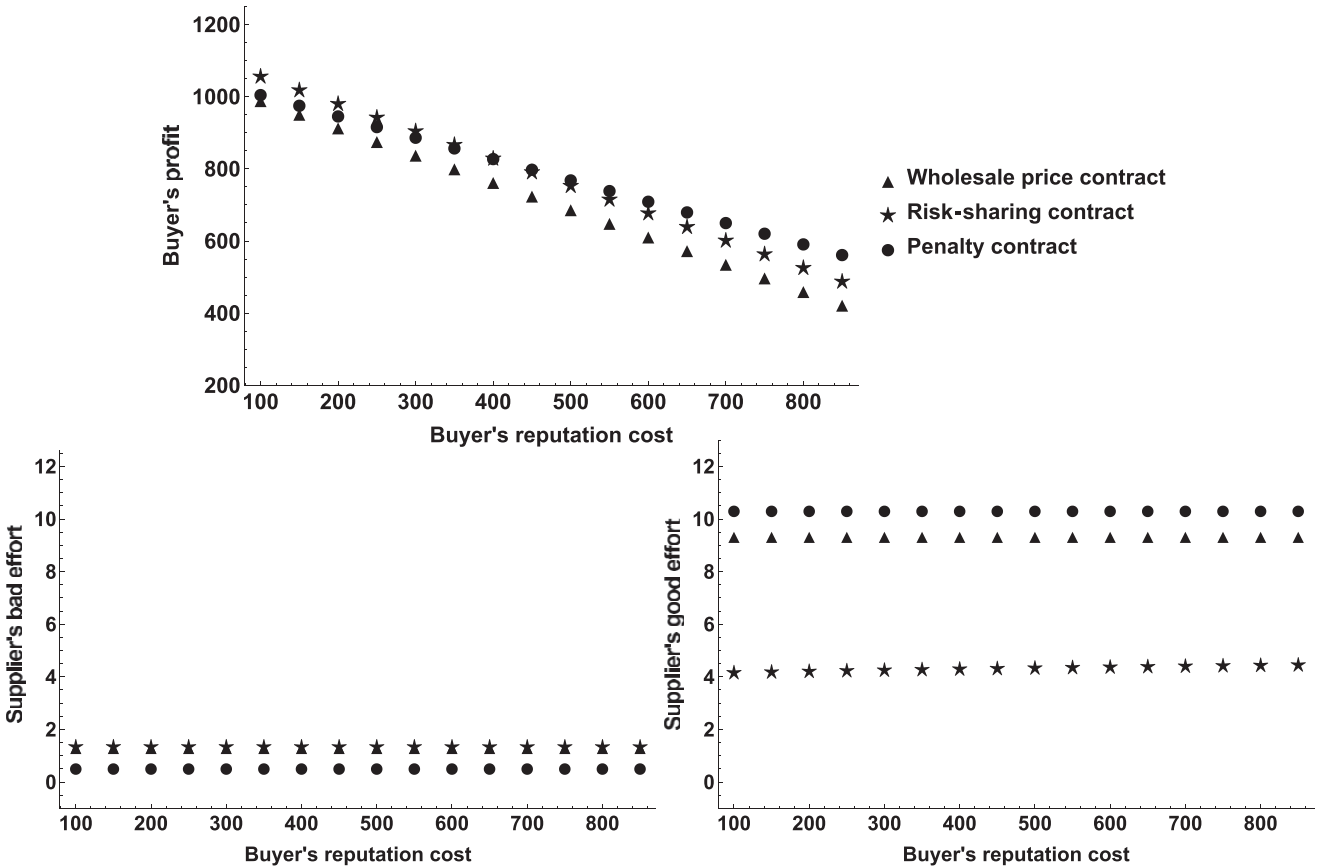 1200
1000
800
600
400
200
Buyer's profit
100 200 300 400 500 600 700 800
Buyer's reputation cost
Wholesale price contract
Risk-sharing contract
Penalty contract
12
10
8
6
4
2
0
Supplier's bad effort
100 200 300 400 500 600 700 800
Buyer's reputation cost
12
10
8
6
4
2
0
Supplier's good effort
100 200 300 400 500 600 700 800
Buyer's reputation cost